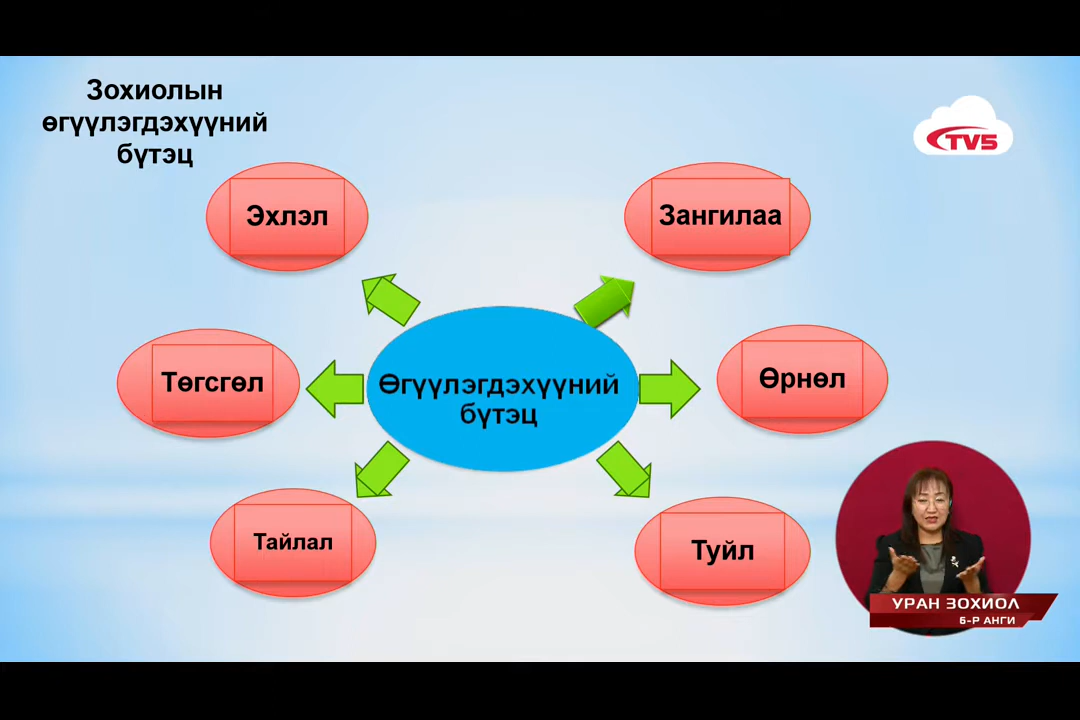 Зохиолын
өгүүлэгдэхүүний
бүтэц
TV5
Эхлэл
Зангилаа
Төгсгөл
Өгүүлэгдэхүүний
бүтэц
Өрнөл
Тайлал
Туйл
УРАН ЗОХИОЛ
6-Р АНГИ